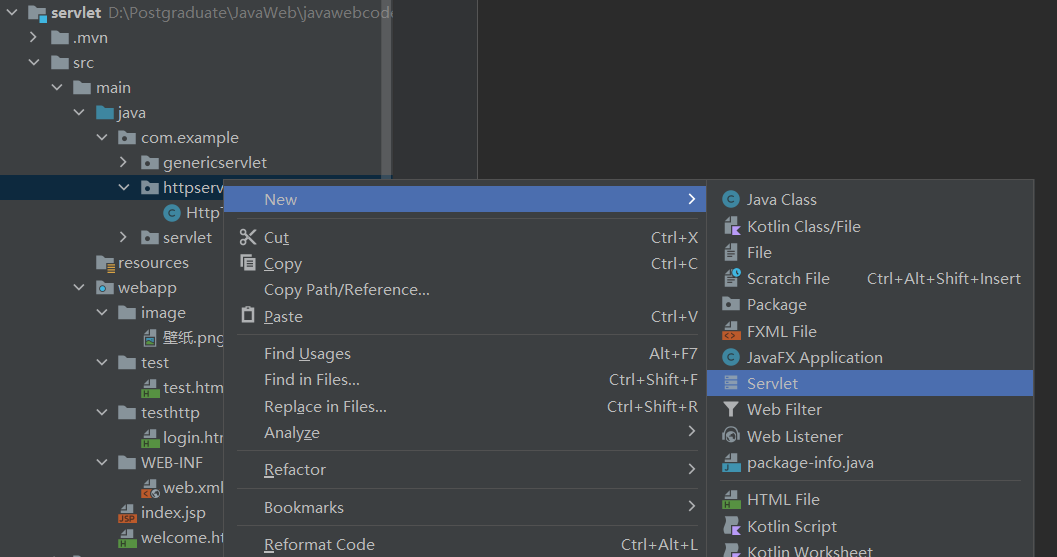 servlet D:\Postgraduate\JavaWeb\javawebcode
.mvn
src
main
java
com.example
genericservlet
httpserv
Http
servlet
resources
webapp
image
壁纸.png
test
test.htm
testhttp
login.htm
WEB-INF
web.xml
index.jsp
welcome.ht
New
Cut Ctrl+X
Copy Ctrl+C
Copy Path/Reference...
Paste Ctrl+V
Find Usages Alt+F7
Find in Files... Ctrl+Shift+F
Replace in Files... Ctrl+Shift+R
Analyze
Refactor
Bookmarks
Reformat Code Ctrl+Alt+L
Java Class
Kotlin Class/File
File
Scratch File Ctrl+Alt+Shift+Insert
Package
FXML File
JavaFX Application
Servlet
Web Filter
Web Listener
package-info.java
HTML File
Kotlin Script
Kotlin Worksheet